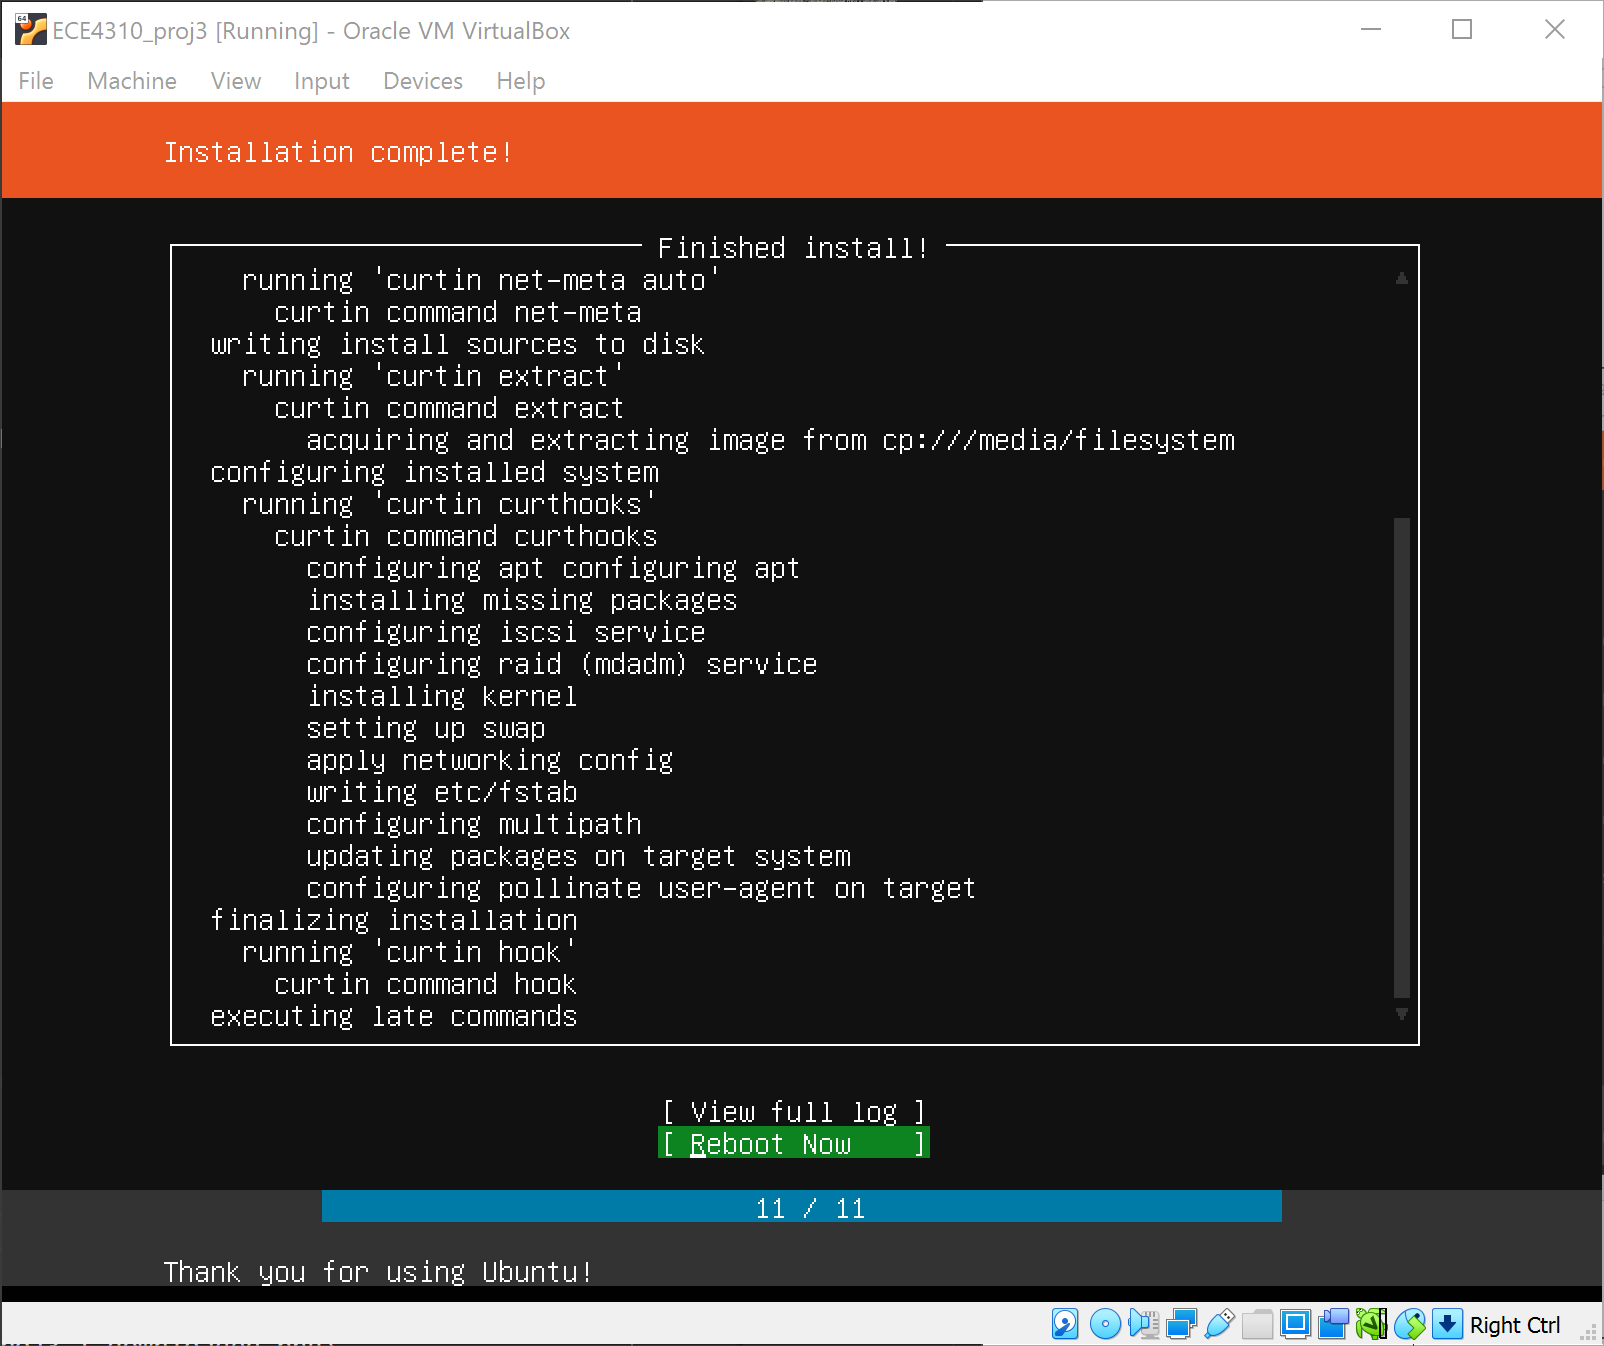 64
ECE4310_proj3 [Running] - Oracle VM VirtualBox
File Machine View Input Devices Help
Installation complete!
Finished install!
running 'curtin net-meta auto'
curtin command net-meta
writing install sources to disk
running 'curtin extract'
curtin command extract
acquiring and extracting image from cp:///media/filesystem
configuring installed system
running 'curtin curthooks'
curtin command curthooks
configuring apt configuring apt
installing missing packages
configuring iscsi service
configuring raid (mdadm) service
installing kernel
setting up swap
apply networking config
writing etc/fstab
configuring multipath
updating packages on target system
configuring pollinate user-agent on target
finalizing installation
running 'curtin hook'
curtin command hook
executing late commands
[ View full log ]
[ Reboot Now ]
11 / 11
Thank you for using Ubuntu!
Right Ctrl